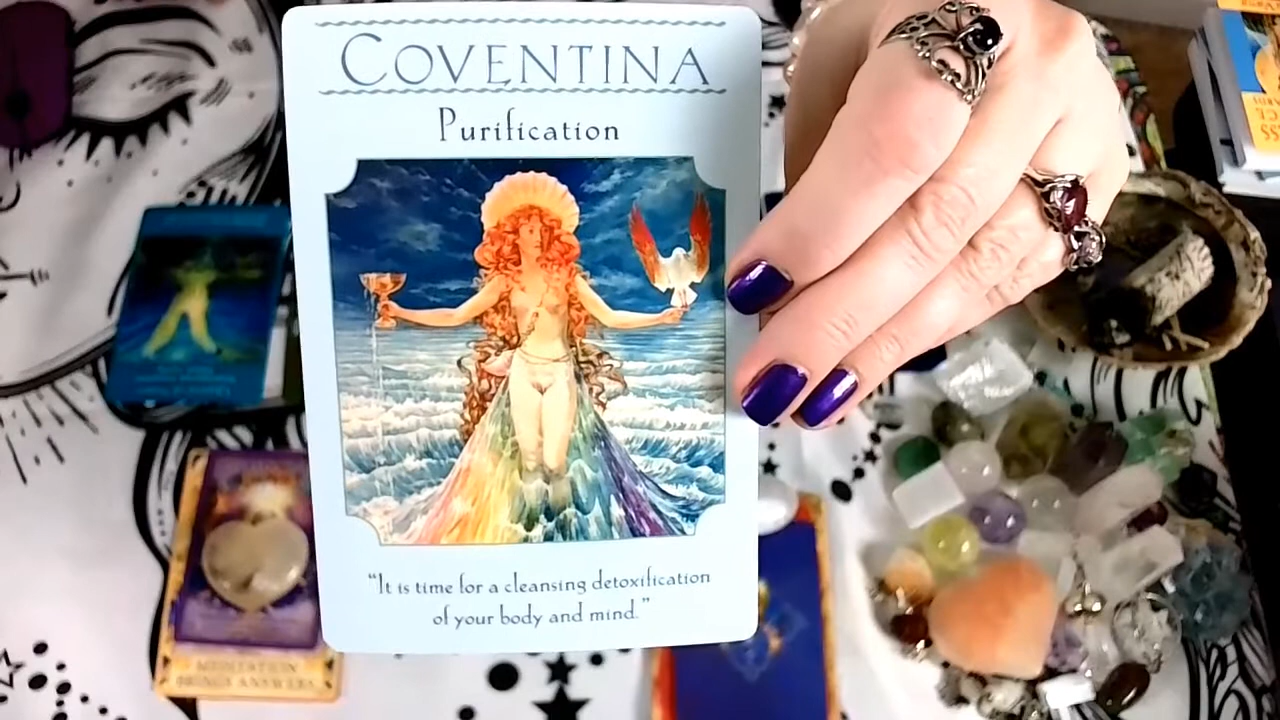 COVENTINA
Purification
"It is time for a cleansing detoxification
of your body and mind."
MEDITATION
BRINGS ANSWERS